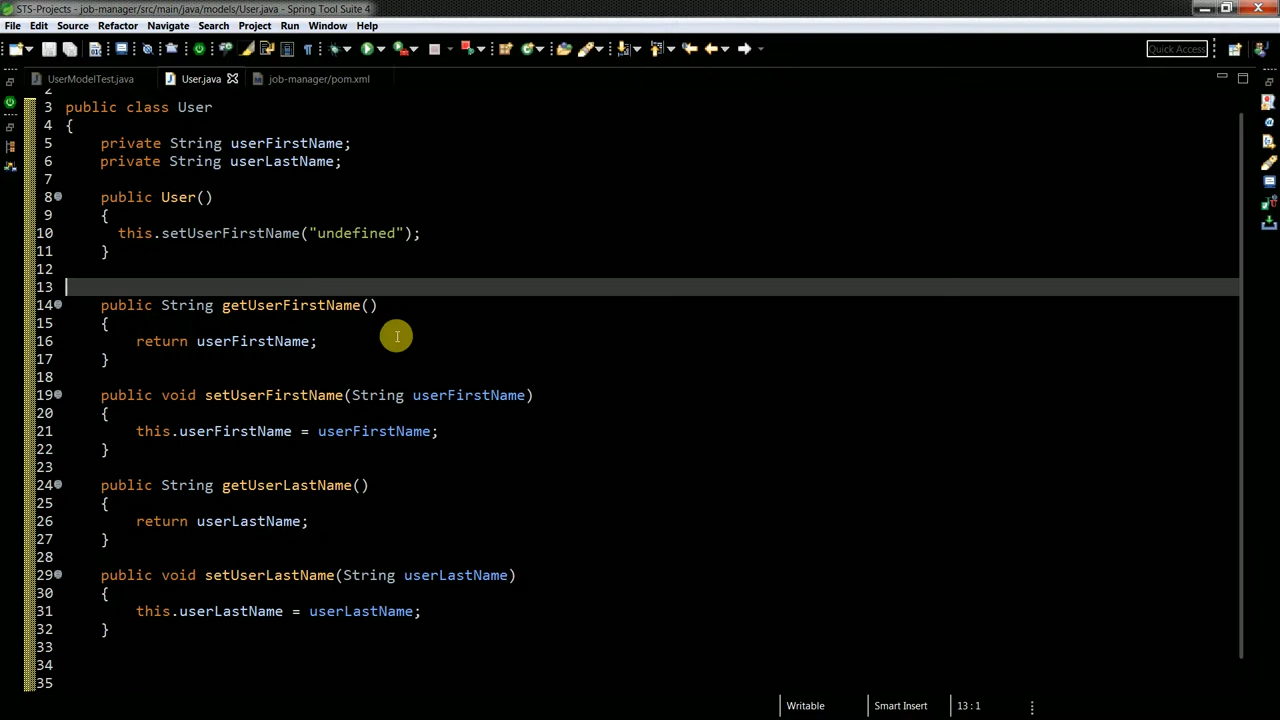 STS-Projects - job-manager/src/main/java/models/User.java - Spring Tool Suite 4
File Edit Source Refactor Navigate Search Project Run Window Help
Quick Access
UserModelTest.java User.java job-manager/pom.xml
2
3 public class User
4 {
5 private String userFirstName;
6 private String userLastName;
7
8 public User()
9 {
10 this.setUserFirstName("undefined");
11 }
12
13
14 public String getUserFirstName()
15 {
16 return userFirstName;
17 }
18
19 public void setUserFirstName(String userFirstName)
20 {
21 this.userFirstName = userFirstName;
22 }
23
24 public String getUserLastName()
25 {
26 return userLastName;
27 }
28
29 public void setUserLastName(String userLastName)
30 {
31 this.userLastName = userLastName;
32 }
33
34
35
Writable Smart Insert 13 : 1